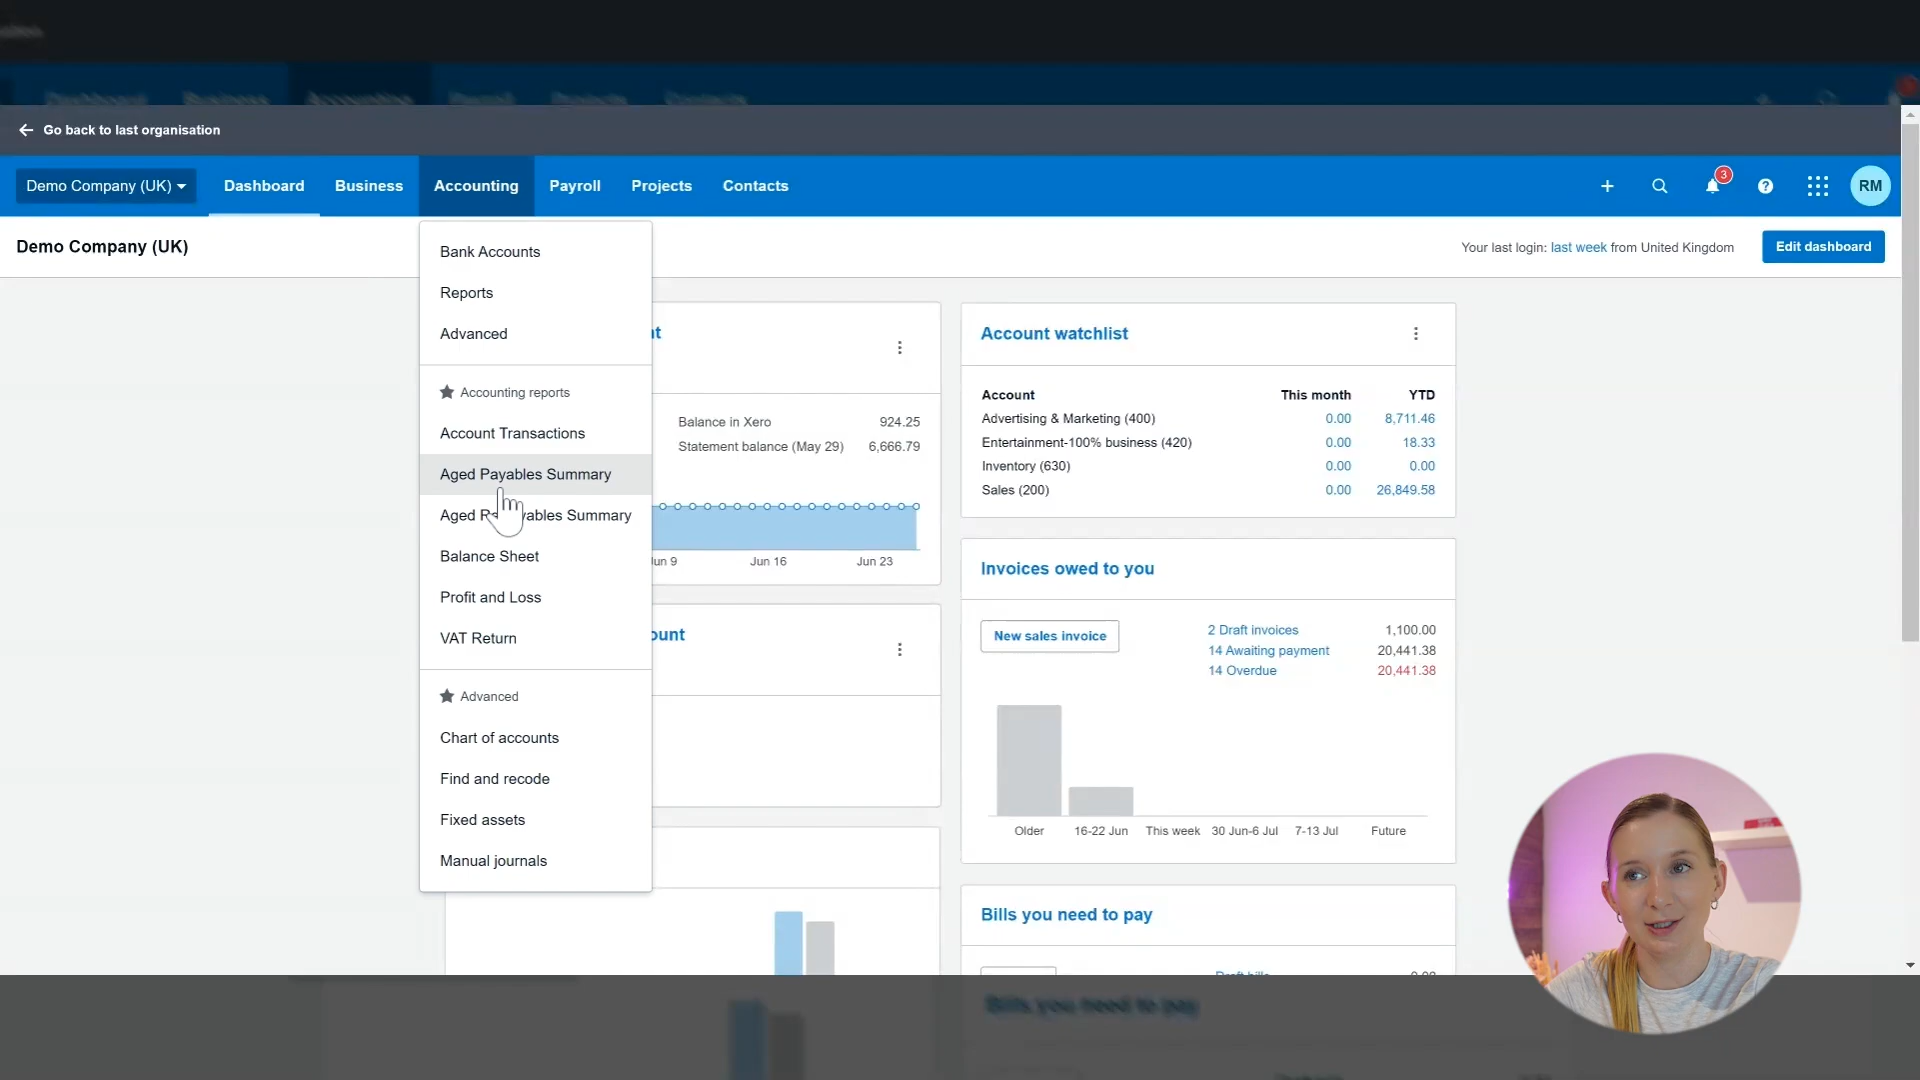 Go back to last organisation
Demo Company (UK)
Dashboard
Business
Accounting
Payroll
Projects
Contacts
3
RM
Demo Company (UK)
Your last login: last week from United Kingdom
Edit dashboard
Bank Accounts
Reports
Advanced
Accounting reports
Account Transactions
Aged Payables Summary
Balance Sheet
Profit and Loss
VAT Return
Advanced
Chart of accounts
Find and recode
Fixed assets
Manual journals
Balance in Xero 924.25
Statement balance (May 29) 6,666.79
Jun 16
Jun 23
Account watchlist
Account This month YTD
Advertising & Marketing (400) 0.00 8,711.46
Entertainment-100% business (420) 0.00 18.33
Inventory (630) 0.00 0.00
Sales (200) 0.00 26,849.58
Invoices owed to you
New sales invoice
2 Draft invoices 1,100.00
14 Awaiting payment 20,441.38
14 Overdue 20,441.38
Older 16-22 Jun This week 30 Jun-6 Jul 7-13 Jul Future
Bills you need to pay
Bills you need to pay